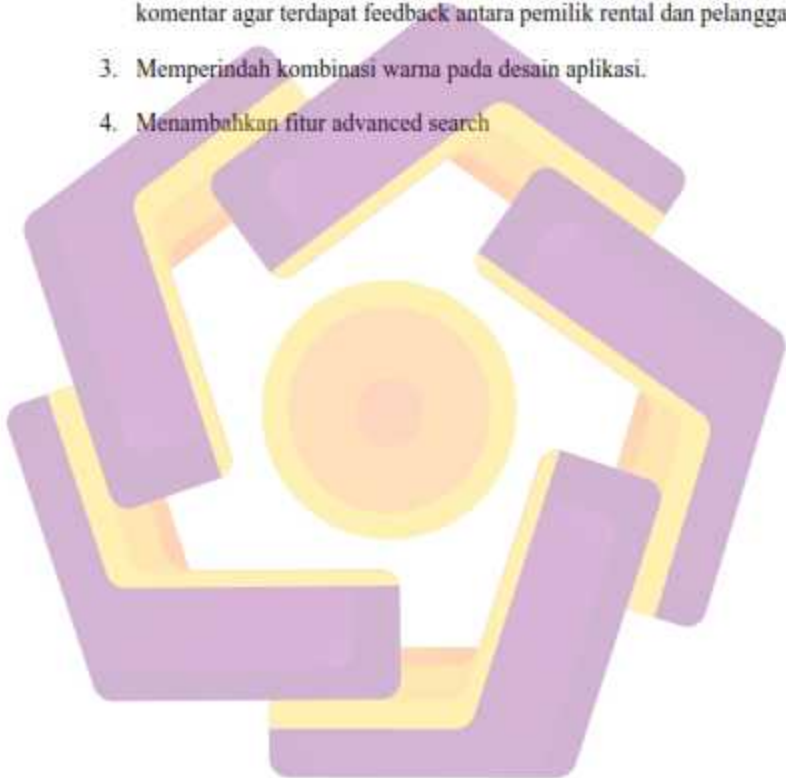 komentar agar terdapat feedback antara pemilik rental dan pelangga
3. Memperindah kombinasi warna pada desain aplikasi.
4. Menambahkan fitur advanced search